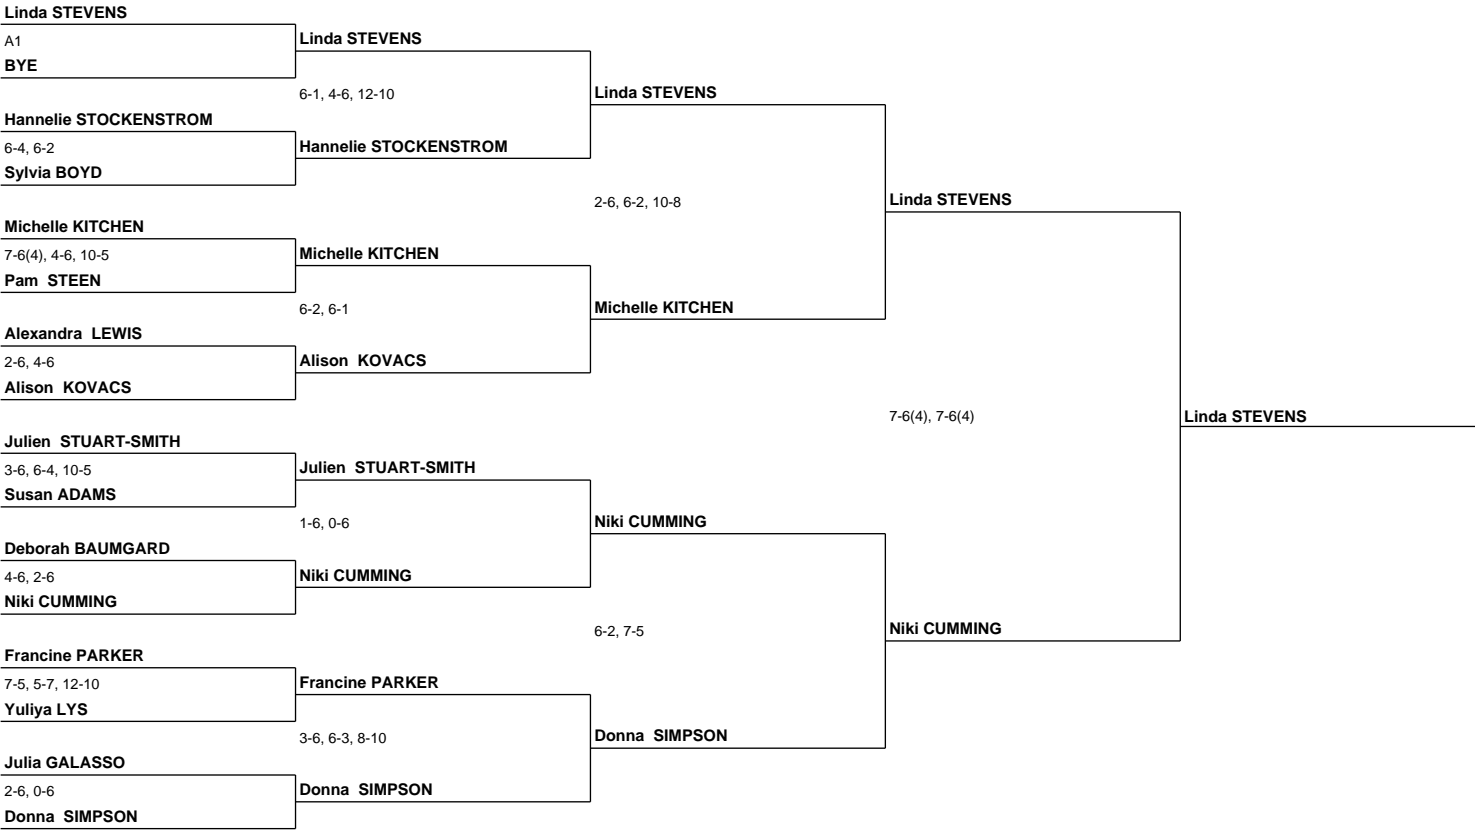 Linda STEVENS
A1
BYE
Hannelie STOCKENSTROM
6-4, 6-2
Sylvia BOYD
Michelle KITCHEN
7-6(4), 4-6, 10-5
Pam  STEEN
Alexandra  LEWIS
2-6, 4-6
Alison  KOVACS
Julien  STUART-SMITH
3-6, 6-4, 10-5
Susan ADAMS
Deborah BAUMGARD
4-6, 2-6
Niki CUMMING
Francine PARKER
7-5, 5-7, 12-10
Yuliya LYS
Julia GALASSO
2-6, 0-6
Donna  SIMPSON
Linda STEVENS
6-1, 4-6, 12-10
Hannelie STOCKENSTROM
Michelle KITCHEN
6-2, 6-1
Alison  KOVACS
Julien  STUART-SMITH
1-6, 0-6
Niki CUMMING
Francine PARKER
3-6, 6-3, 8-10
Donna  SIMPSON
Linda STEVENS
2-6, 6-2, 10-8
Michelle KITCHEN
Niki CUMMING
6-2, 7-5
Donna  SIMPSON
Linda STEVENS
7-6(4), 7-6(4)
Niki CUMMING
Linda STEVENS